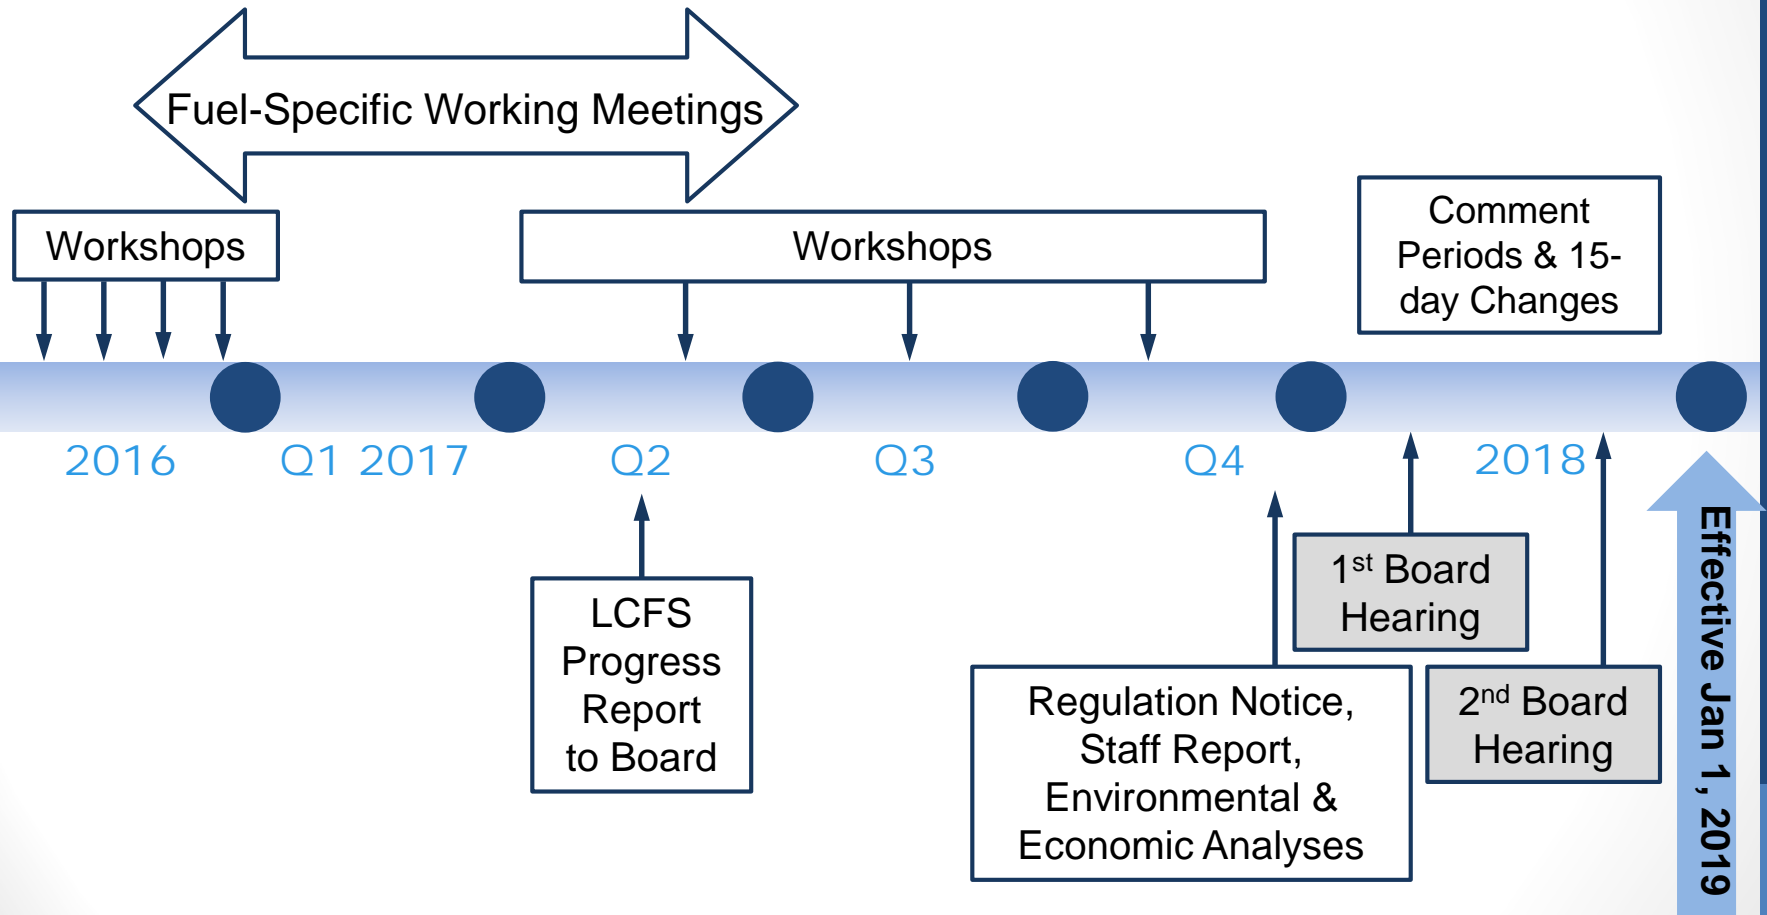 Fuel-Specific Working Meetings
Workshops
Workshops
Comment
Periods & 15-
day Changes
2016
Q1 2017
Q2
Q3
Q4
2018
LCFS
Progress
Report
to Board
Regulation Notice,
Staff Report,
Environmental &
Economic Analyses
1st Board
Hearing
2nd Board
Hearing
Effective Jan 1, 2019